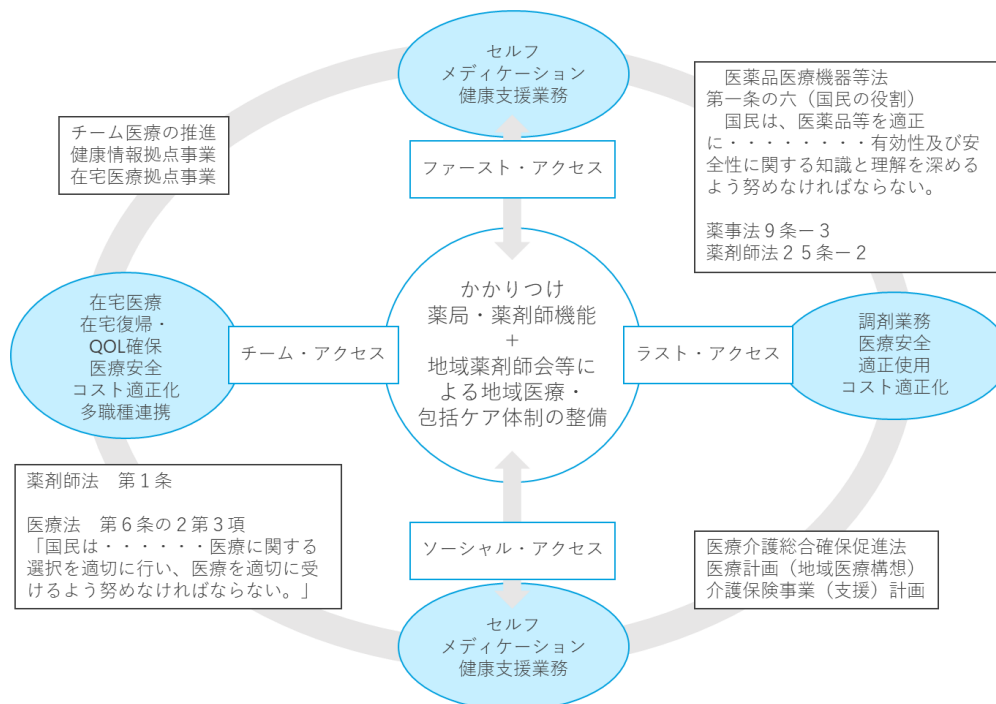 セルフ
メディケーション
健康支援業務
医薬品医療機器等法
第一条の六（国民の役割）
国民は、医薬品等を適正
に・・・・・・・・有効性及び安
全性に関する知識と理解を深める
よう努めなければならない。
薬事法９条ー３
薬剤師法２５条ー２
チーム医療の推進
健康情報拠点事業
在宅医療拠点事業
ファースト・アクセス
在宅医療
在宅復帰・
QOL確保
医療安全
コスト適正化
多職種連携
チーム・アクセス
かかりつけ
薬局・薬剤師機能
+
地域薬剤師会等に
よる地域医療・
包括ケア体制の整備
ラスト・アクセス
調剤業務
医療安全
適正使用
コスト適正化
薬剤師法　第１条
医療法　第６条の２第３項
「国民は・・・・・・医療に関する
選択を適切に行い、医療を適切に受
けるよう努めなければならない。」
ソーシャル・アクセス
医療介護総合確保促進法
医療計画（地域医療構想）
介護保険事業（支援）計画
セルフ
メディケーション
健康支援業務